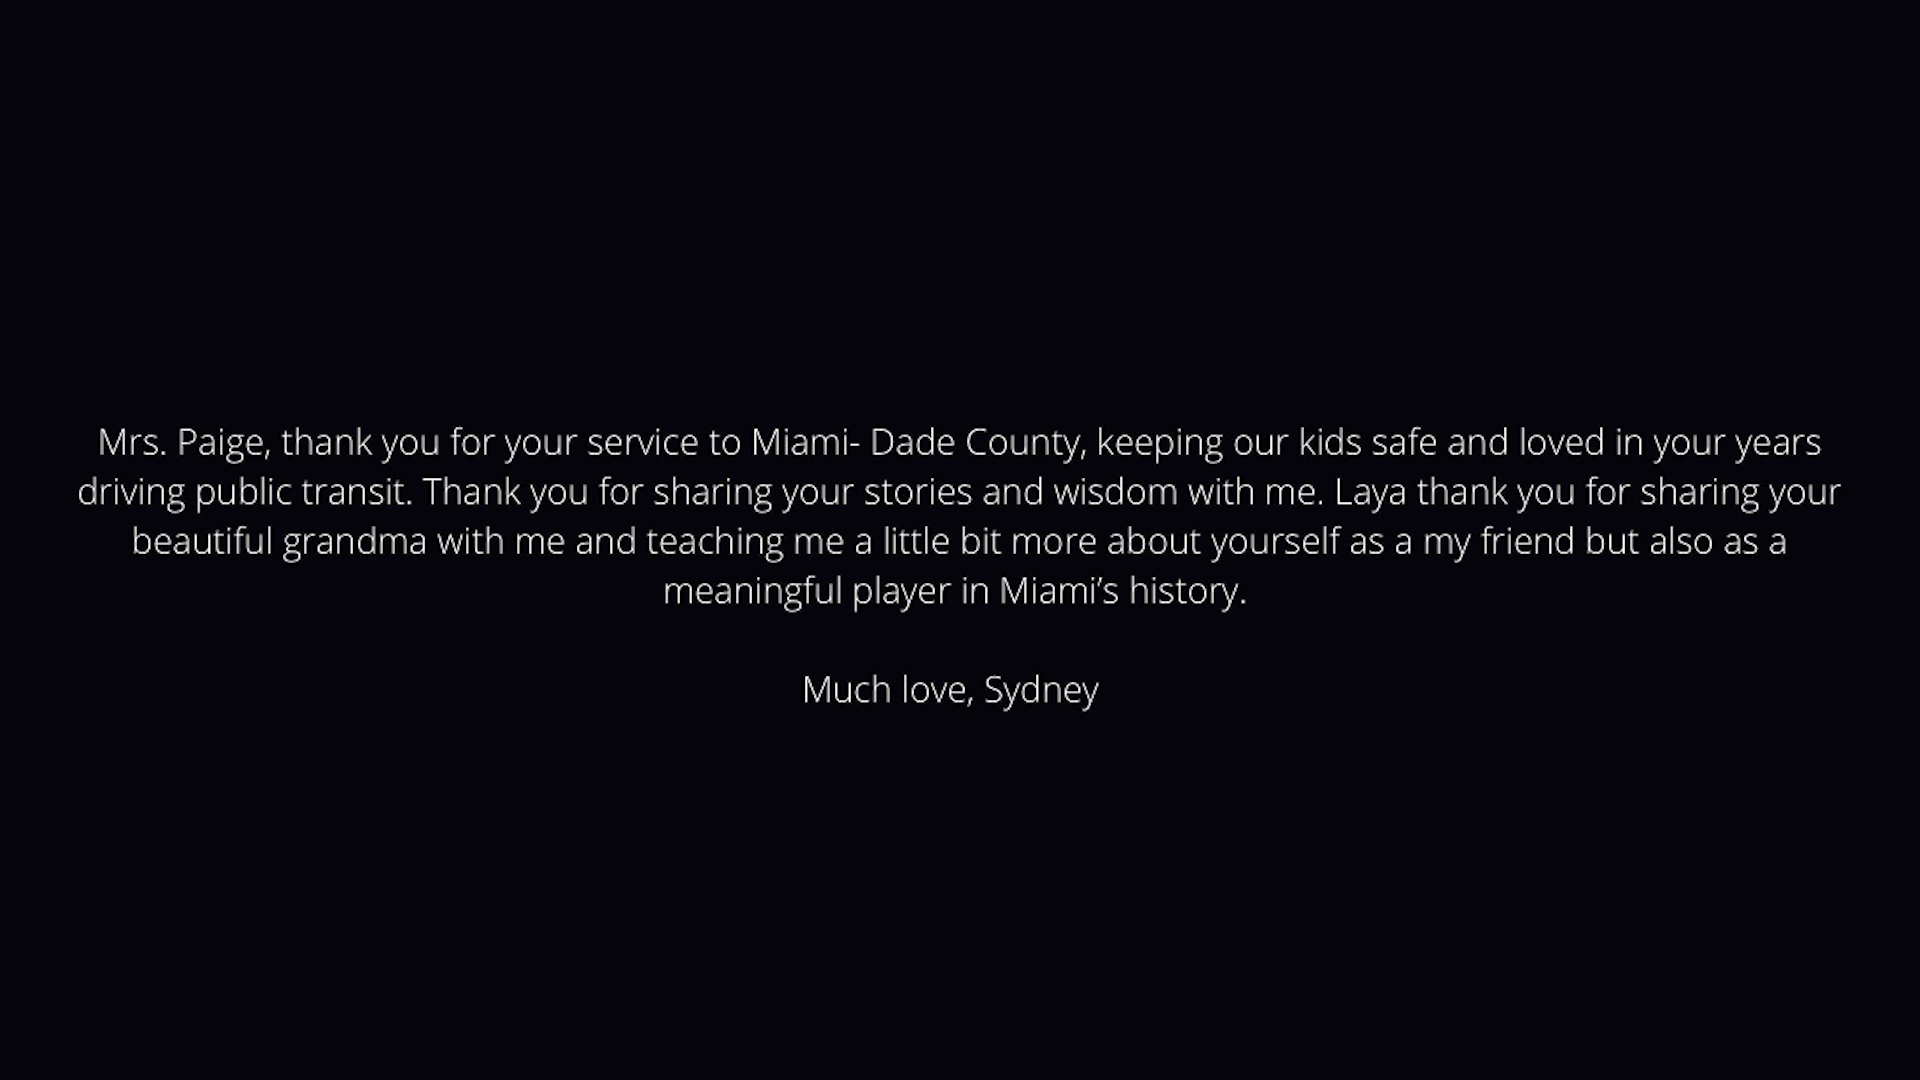 Mrs. Paige, thank you for your service to Miami- Dade County, keeping our kids safe and loved in your years
driving public transit. Thank you for sharing your stories and wisdom with me. Laya thank you for sharing your
beautiful grandma with me and teaching me a little bit more about yourself as a my friend but also as a
meaningful player in Miami’s history.
Much love, Sydney